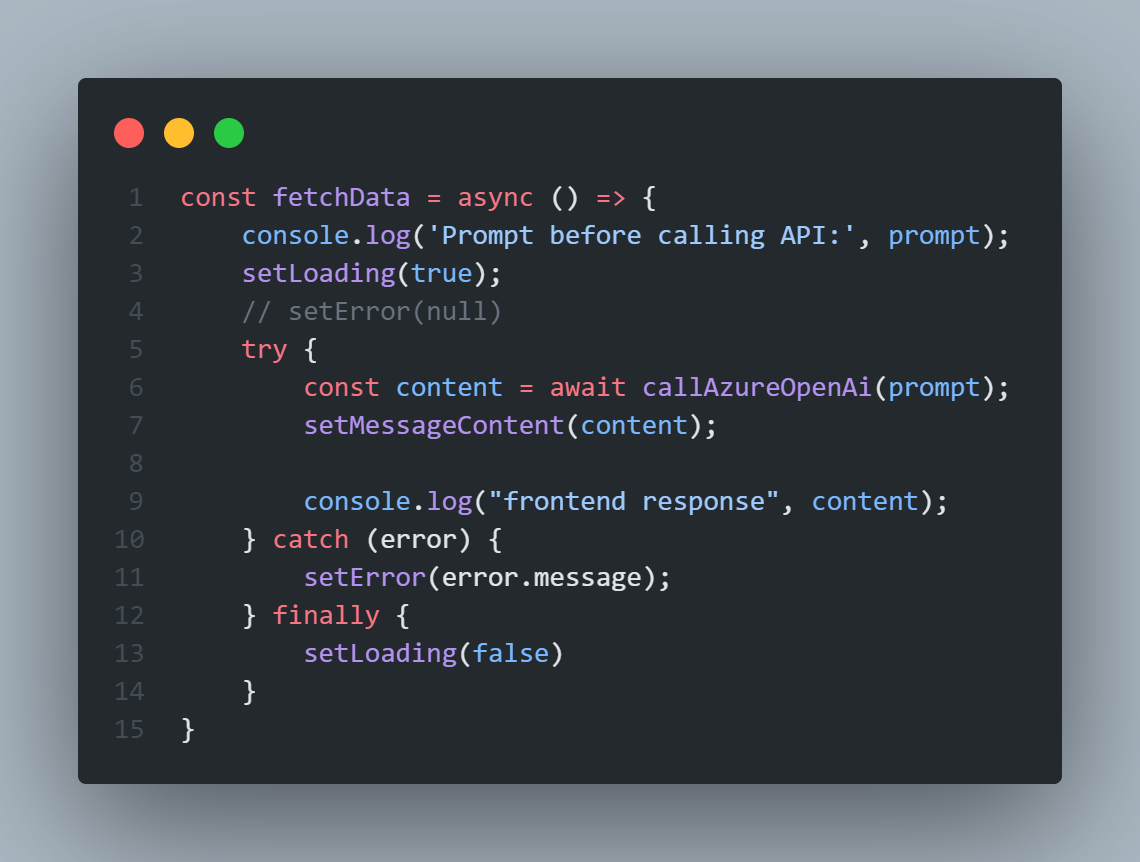 1 const fetchData = async () => {
2     console.log('Prompt before calling API:', prompt);
3     setLoading(true);
4     // setError(null)
5     try {
6         const content = await callAzureOpenAi(prompt);
7         setMessageContent(content);
8
9         console.log("frontend response", content);
10     } catch (error) {
11         setError(error.message);
12     } finally {
13         setLoading(false)
14     }
15 }